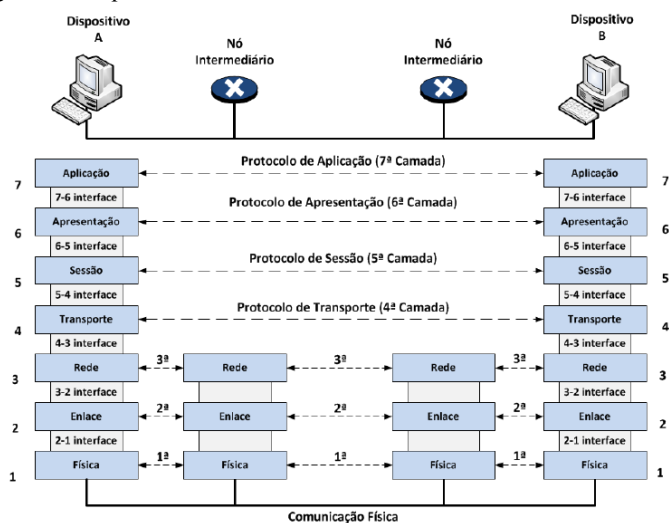 Dispositivo
A
Nó
Intermediário
Nó
Intermediário
Dispositivo
B
Protocolo de Aplicação (7ª Camada)
7 Aplicação Aplicação 7
7-6 interface 7-6 interface
Protocolo de Apresentação (6ª Camada)
6 Apresentação Apresentação 6
6-5 interface 6-5 interface
Protocolo de Sessão (5ª Camada)
5 Sessão Sessão 5
5-4 interface 5-4 interface
Protocolo de Transporte (4ª Camada)
4 Transporte Transporte 4
4-3 interface 4-3 interface
3 Rede 3ª Rede 3ª Rede 3ª Rede 3
3-2 interface 3-2 interface
2 Enlace 2ª Enlace 2ª Enlace 2ª Enlace 2
2-1 interface 2-1 interface
1 Física 1ª Física 1ª Física 1ª Física 1
Comunicação Física